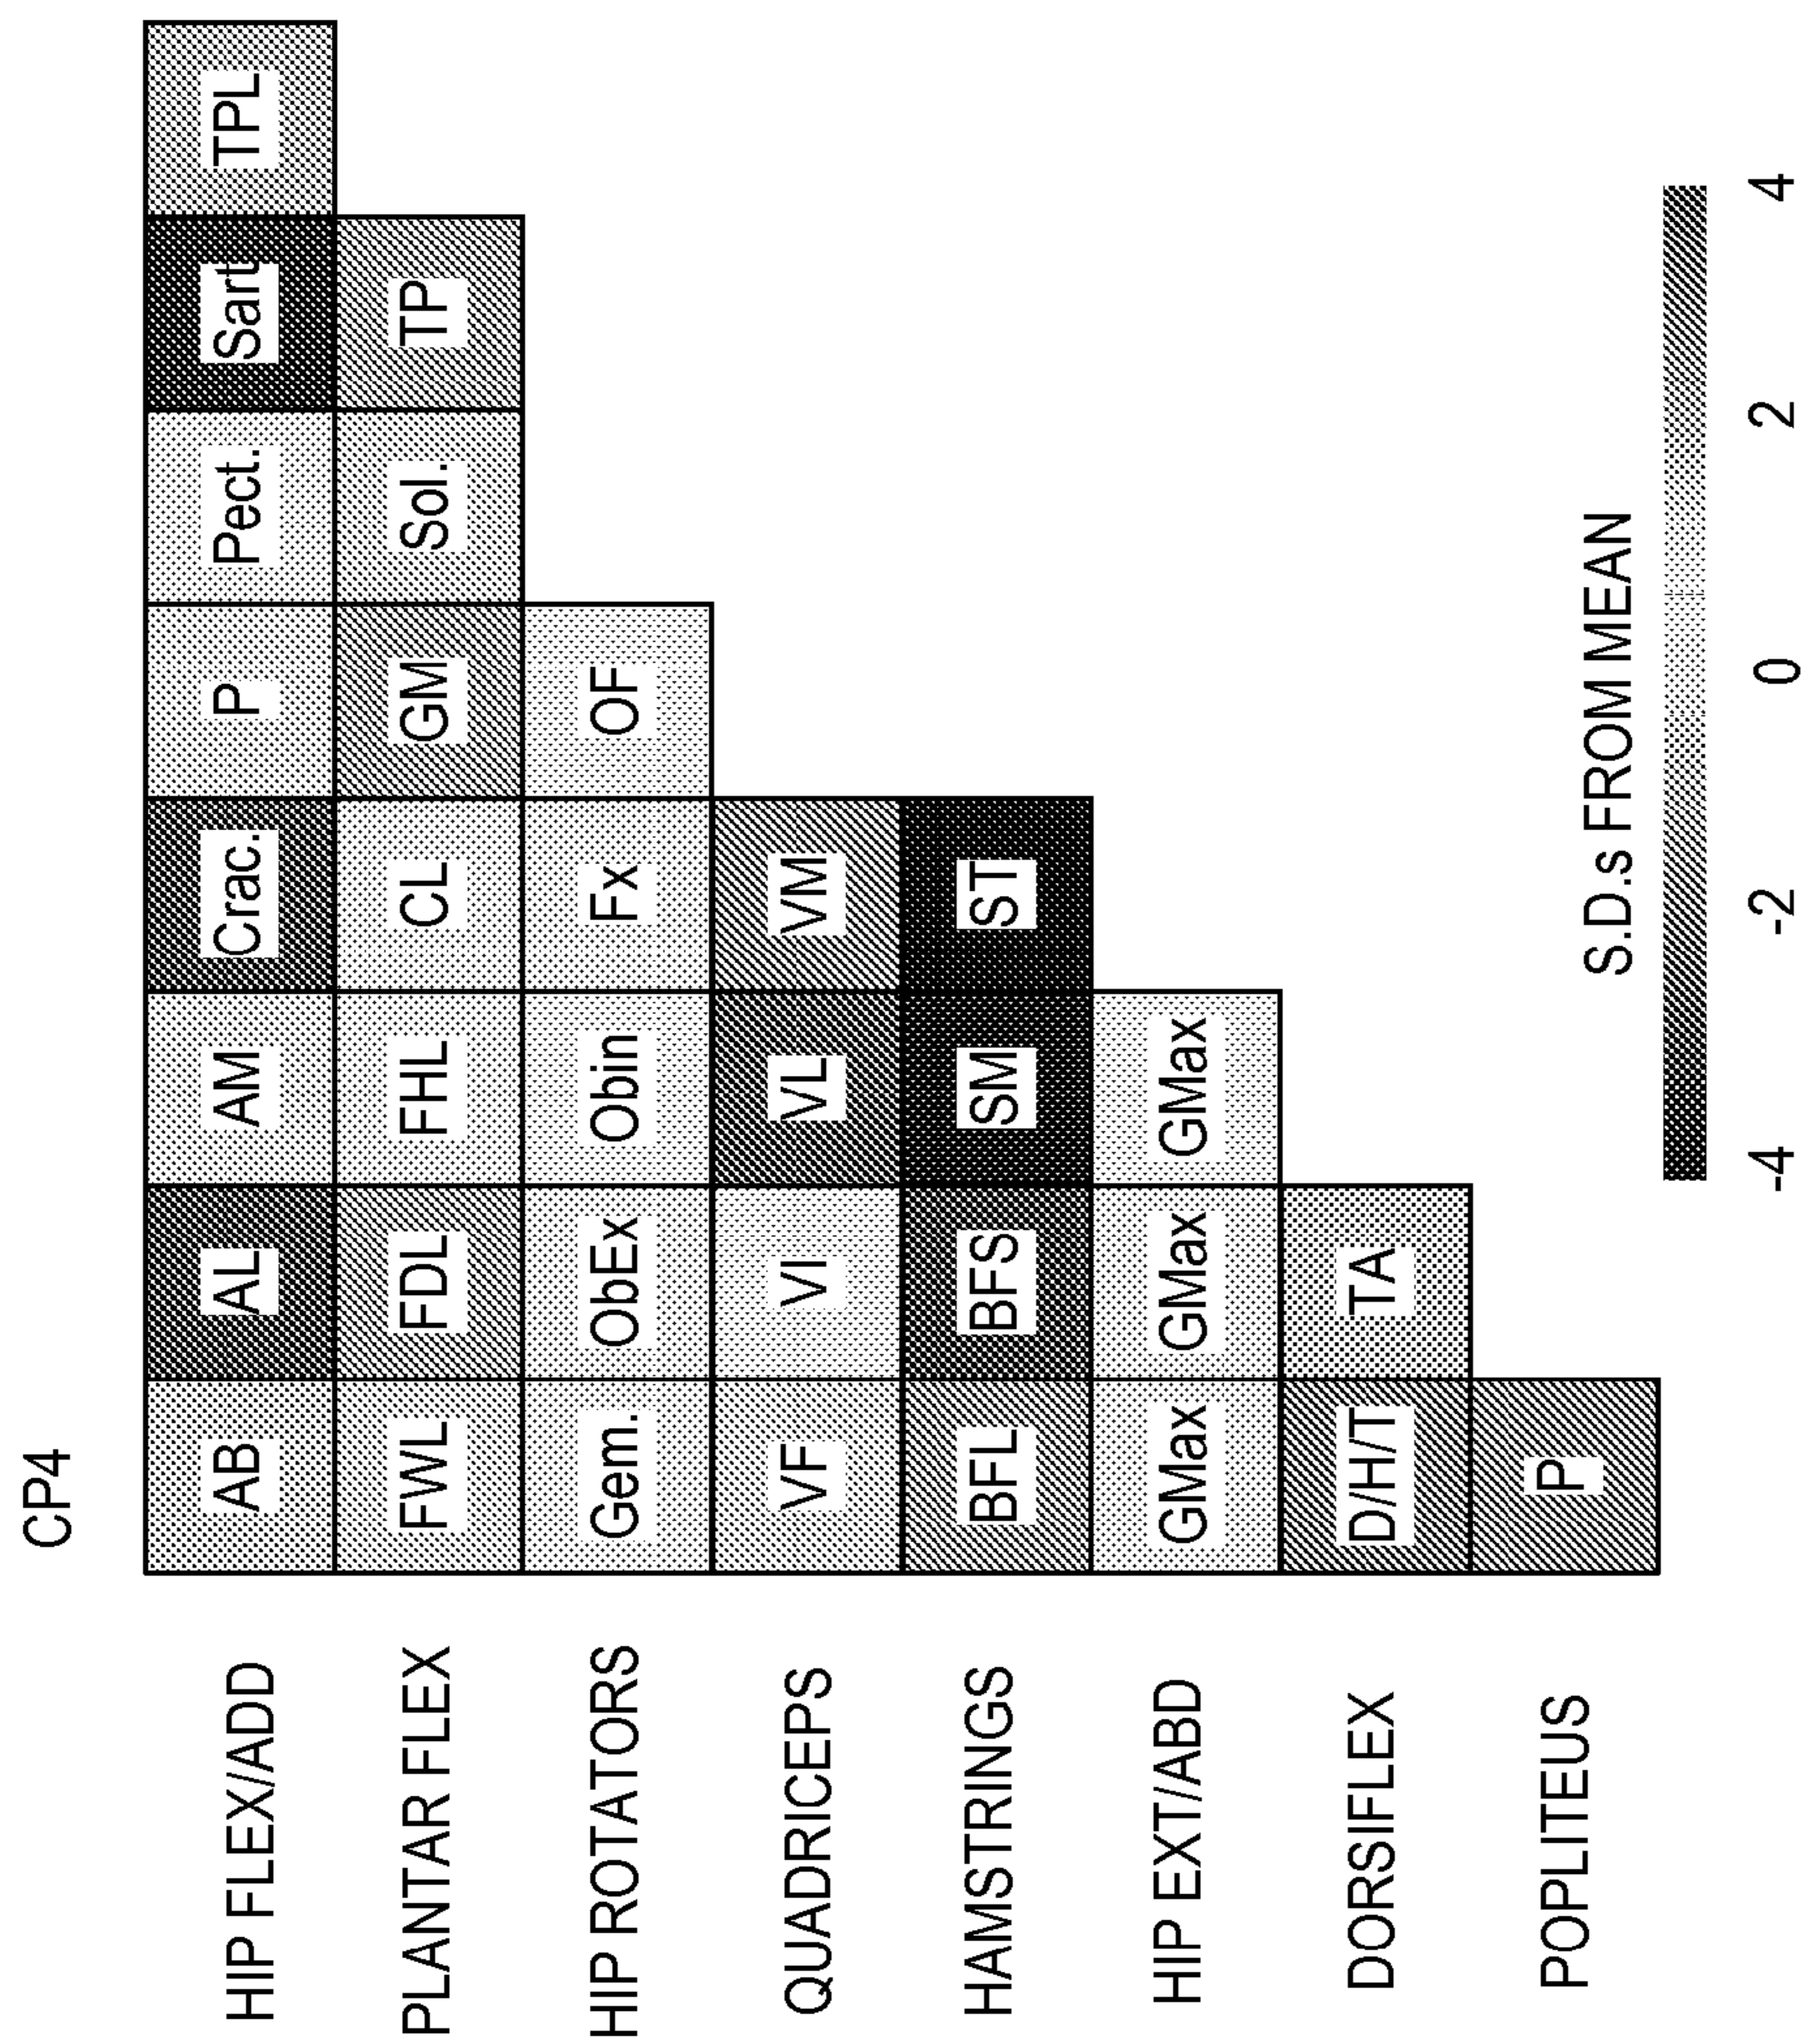 CP4
HIP FLEX/ADD AB AL AM Crac. P Pect. Sart TPL
PLANTAR FLEX FWL FDL FHL CL GM Sol. TP
HIP ROTATORS Gem. ObEx Obin Fx OF
QUADRICEPS VF VI VL VM
HAMSTRINGS BFL BFS SM ST
HIP EXT/ABD GMax GMax GMax
DORSIFLEX D/H/T TA
POPLITEUS P
S.D.s FROM MEAN
-4 -2 0 2 4